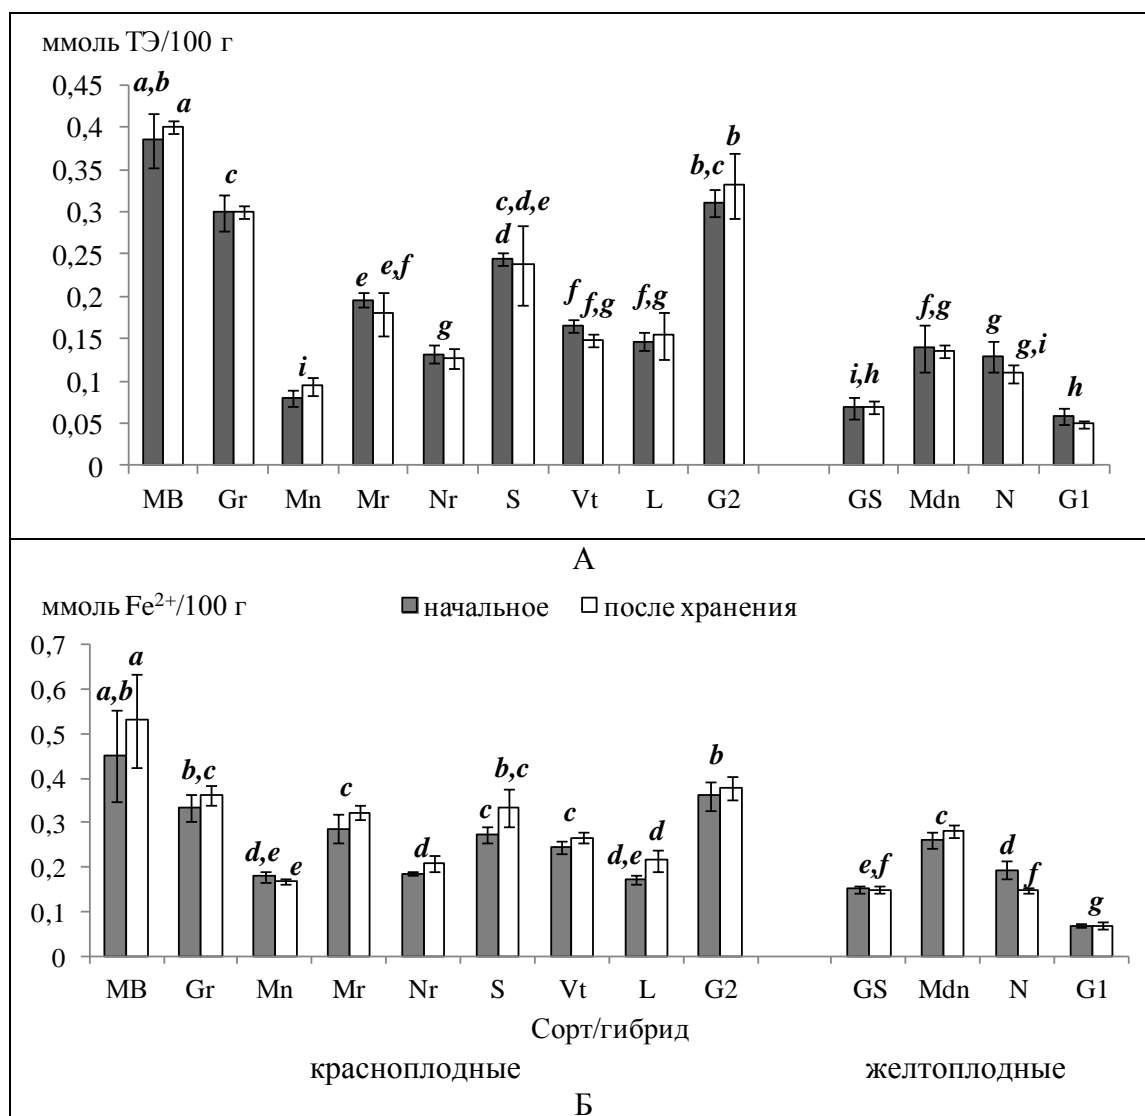 ммоль ТЭ/100 г
0,45
0,4
0,35
0,3
0,25
0,2
0,15
0,1
0,05
0
a,b
a
c
i
e
e,f
g
c,d,e
d
f
f,g
f,g
b,c
b
i,h
f,g
g
g,i
h
MB Gr Mn Mr Nr S Vt L G2 GS Mdn N G1
А
ммоль Fe²⁺/100 г
начальное после хранения
0,7
0,6
0,5
0,4
0,3
0,2
0,1
0
a,b
a
b,c
d,e
e
c
d
c
b,c
c
d,e
d
b
e,f
c
d
f
g
MB Gr Mn Mr Nr S Vt L G2 GS Mdn N G1
Сорт/гибрид
красноплодные желтоплодные
Б